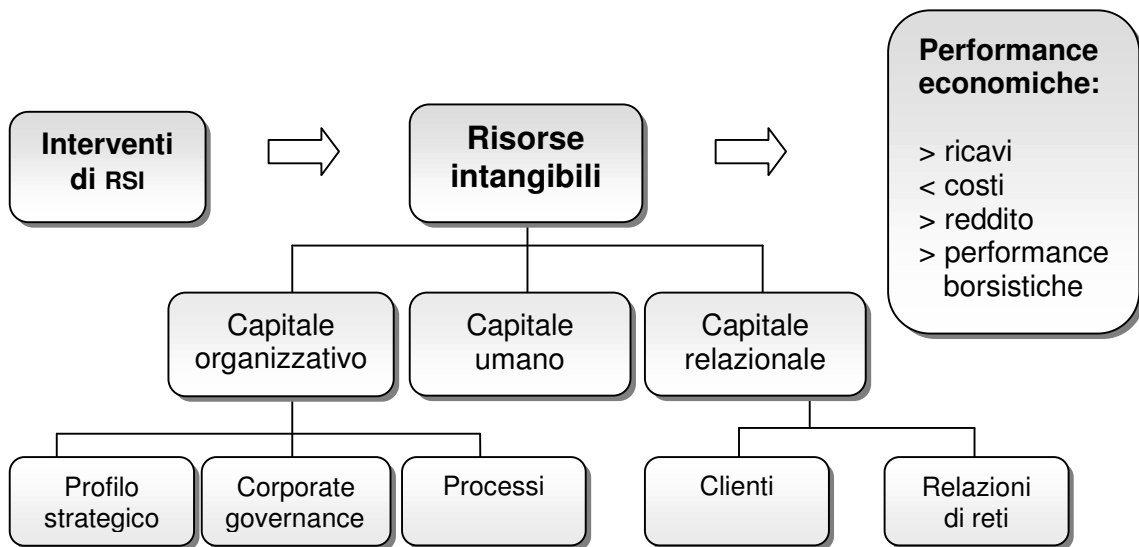 Interventi
di RSI
Risorse
intangibili
Performance
economiche:
> ricavi
< costi
> reddito
> performance
borsistiche
Capitale
organizzativo
Capitale
umano
Capitale
relazionale
Profilo
strategico
Corporate
governance
Processi
Clienti
Relazioni
di reti